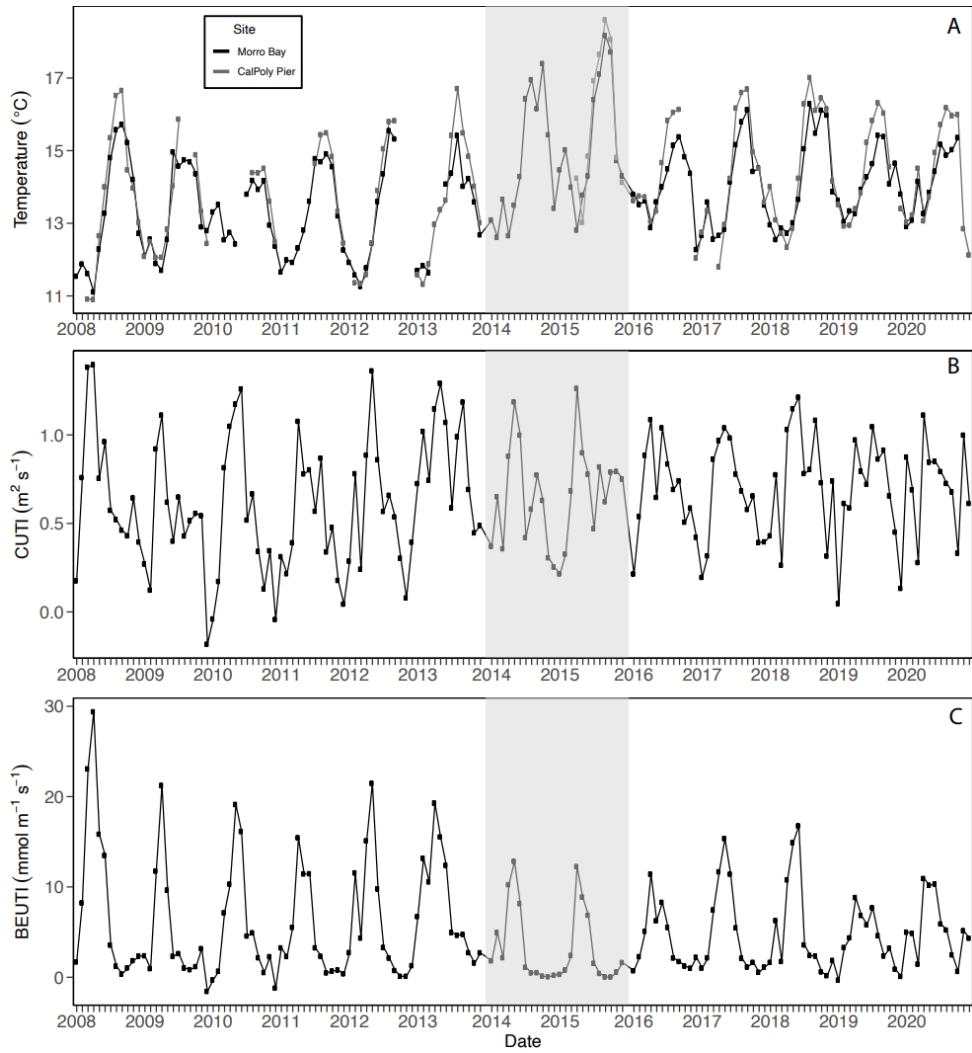 A
Site
Morro Bay
CalPoly Pier
Temperature (°C)
17
15
13
11
2008 2009 2010 2011 2012 2013 2014 2015 2016 2017 2018 2019 2020
B
CUTI (m² s⁻¹)
1.0
0.5
0.0
2008 2009 2010 2011 2012 2013 2014 2015 2016 2017 2018 2019 2020
C
BEUTI (mmol m⁻¹ s⁻¹)
30
20
10
0
2008 2009 2010 2011 2012 2013 2014 2015 2016 2017 2018 2019 2020
Date